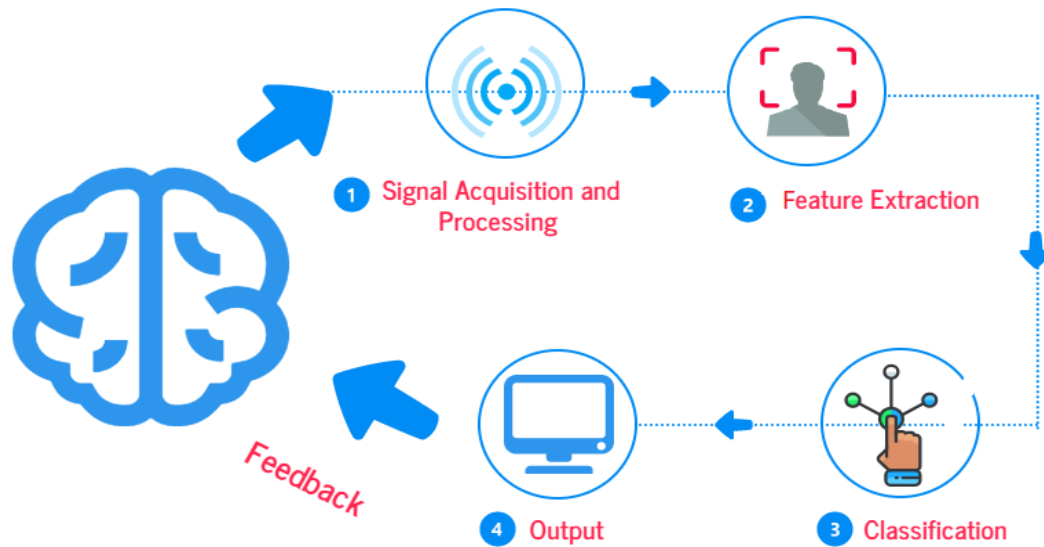 1 Signal Acquisition and
Processing
2 Feature Extraction
3 Classification
4 Output
Feedback